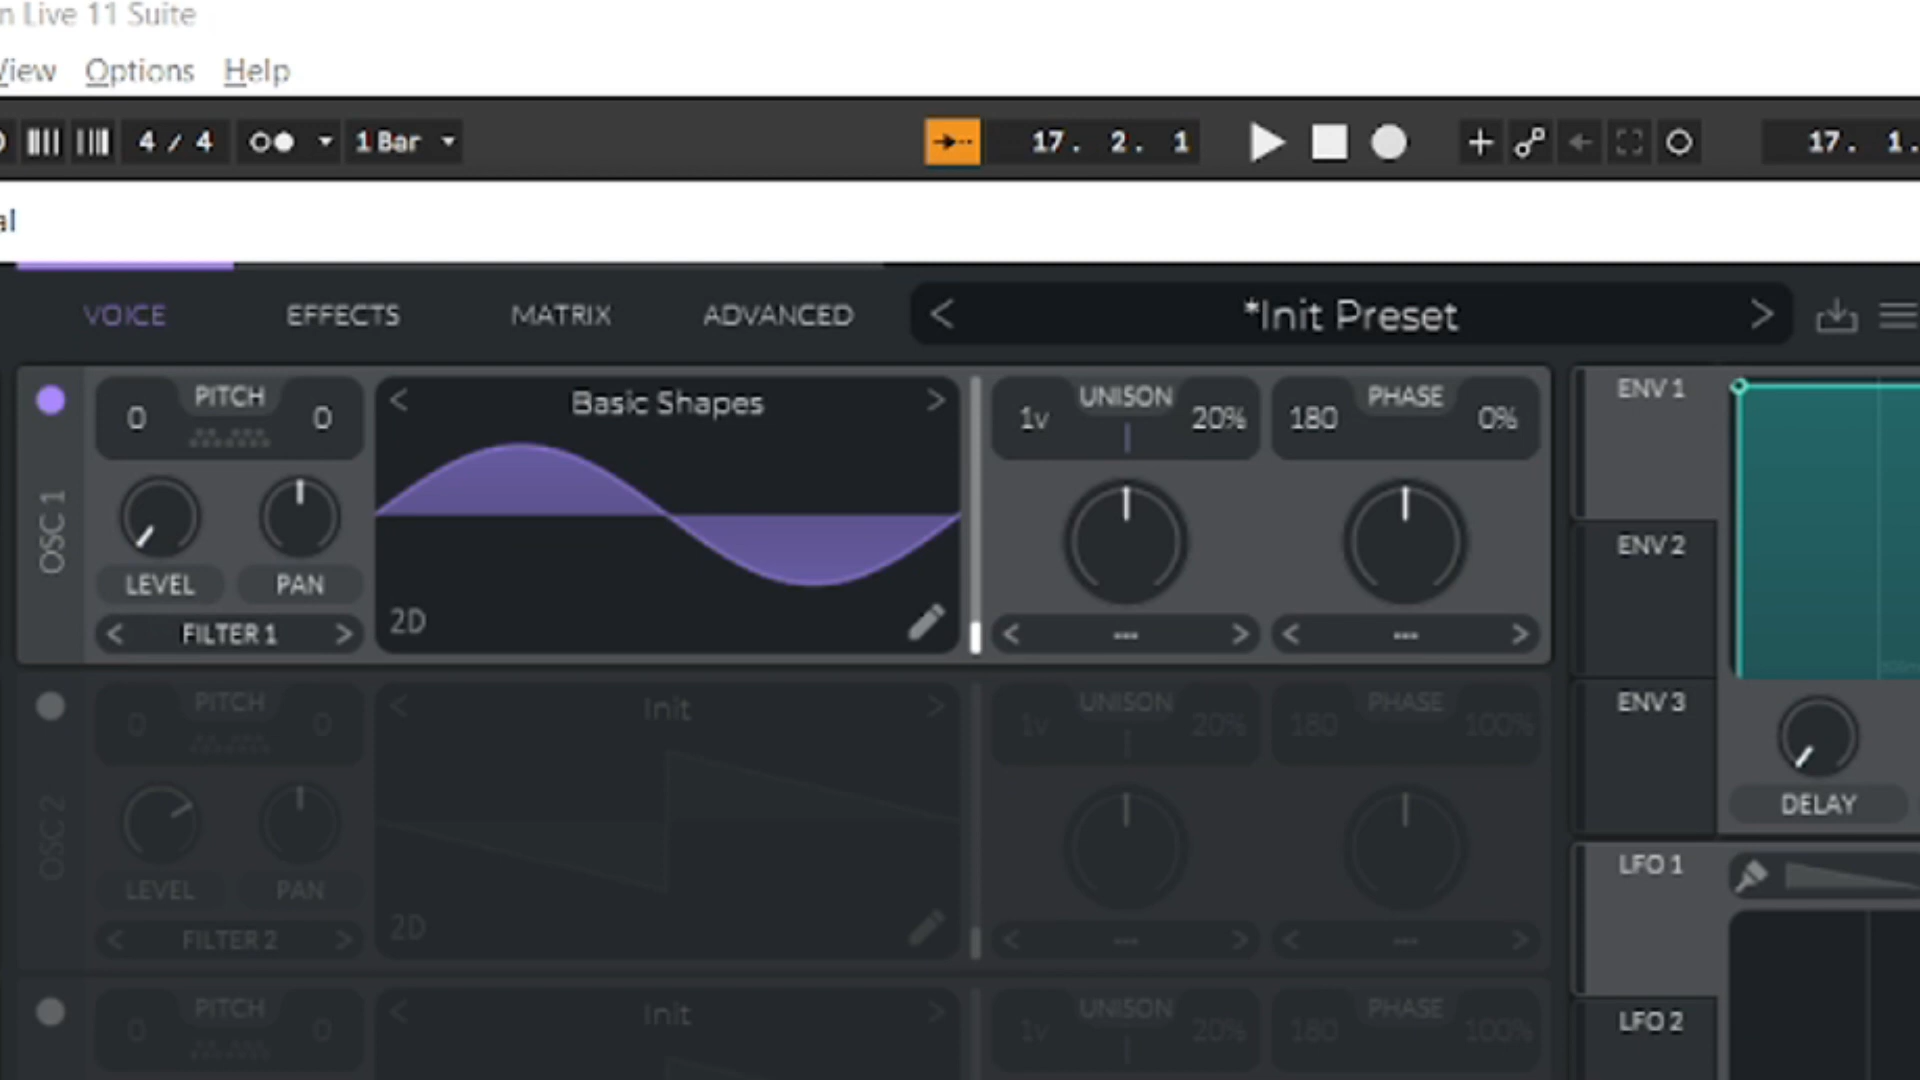 n Live 11 Suite
View Options Help
4 / 4 1 Bar 17. 2. 1 17. 1.
al
VOICE EFFECTS MATRIX ADVANCED < *Init Preset >
OSC 1
0 PITCH 0
LEVEL PAN
< FILTER 1 >
< Basic Shapes >
2D
1v UNISON 20%
< --- >
180 PHASE 0%
< --- >
ENV 1
ENV 2
ENV 3
DELAY
OSC 2
0 PITCH 0
LEVEL PAN
< FILTER 2 >
< Init >
2D
1v UNISON 20%
< --- >
180 PHASE 100%
< --- >
LFO 1
LFO 2
0 PITCH 0
< Init >
1v UNISON 20%
180 PHASE 100%